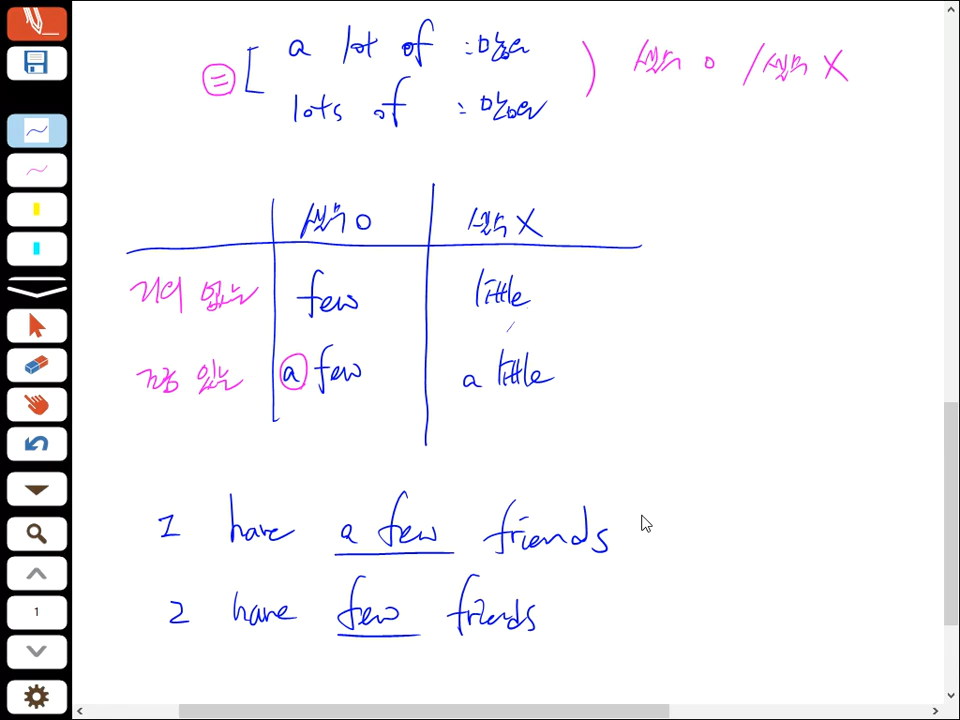 a lot of : 많은
= lots of : 많은 셀수 O / 셀수 X
셀수 O 셀수 X
거의 없는 few little
조금 있는 a few a little
I have a few friends
I have few friends
1